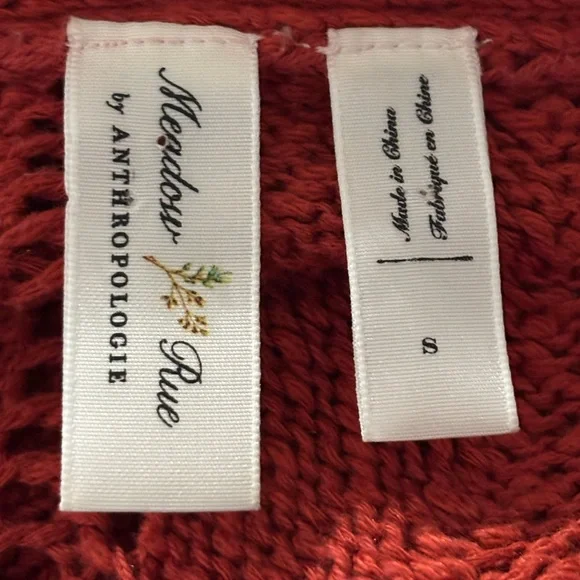 Meadow Rue
by ANTHROPOLOGIE
Made in China
Fabriqué en Chine
S